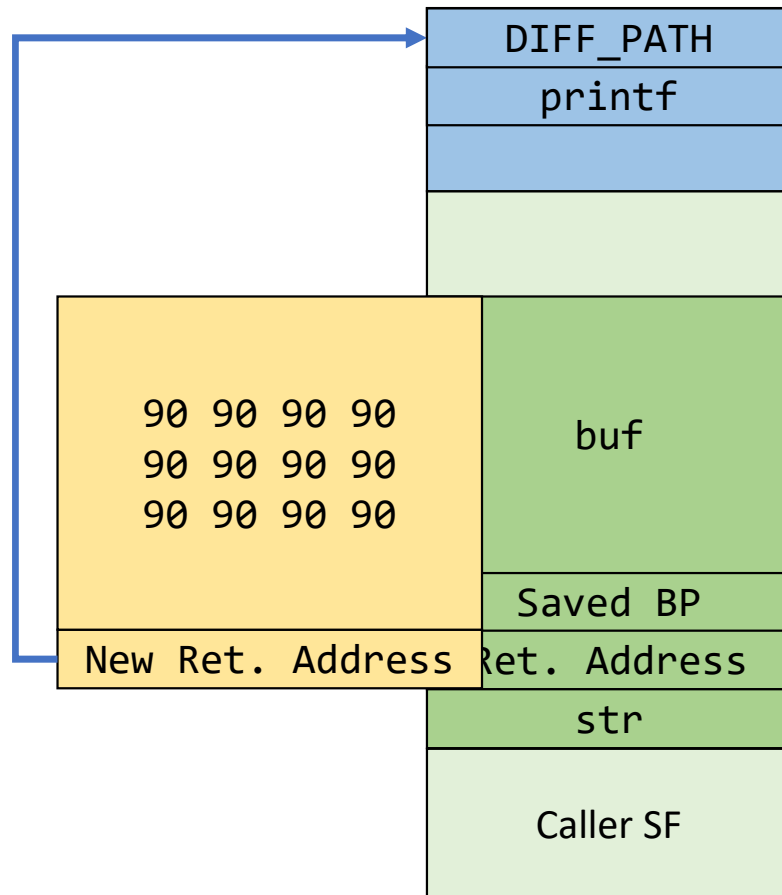 DIFF_PATH
printf
90 90 90 90
90 90 90 90
90 90 90 90
buf
Saved BP
New Ret. Address
Ret. Address
str
Caller SF